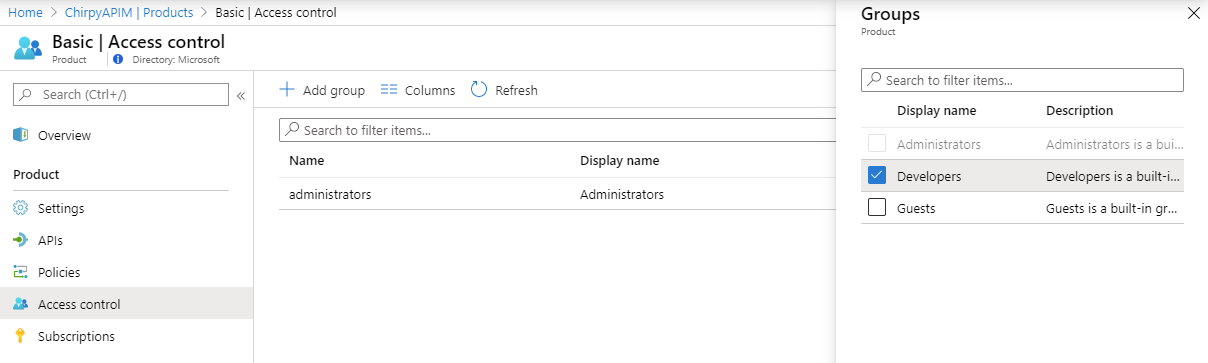 Home > ChirpyAPIM | Products > Basic | Access control
Basic | Access control
Product
Directory: Microsoft
Search (Ctrl+/)
«
Overview
Product
Settings
APIs
Policies
Access control
Subscriptions
Add group
Columns
Refresh
Search to filter items...
Name Display name
administrators Administrators
Groups
Product
Search to filter items...
Display name Description
Administrators Administrators is a bui...
Developers Developers is a built-i...
Guests Guests is a built-in gr...